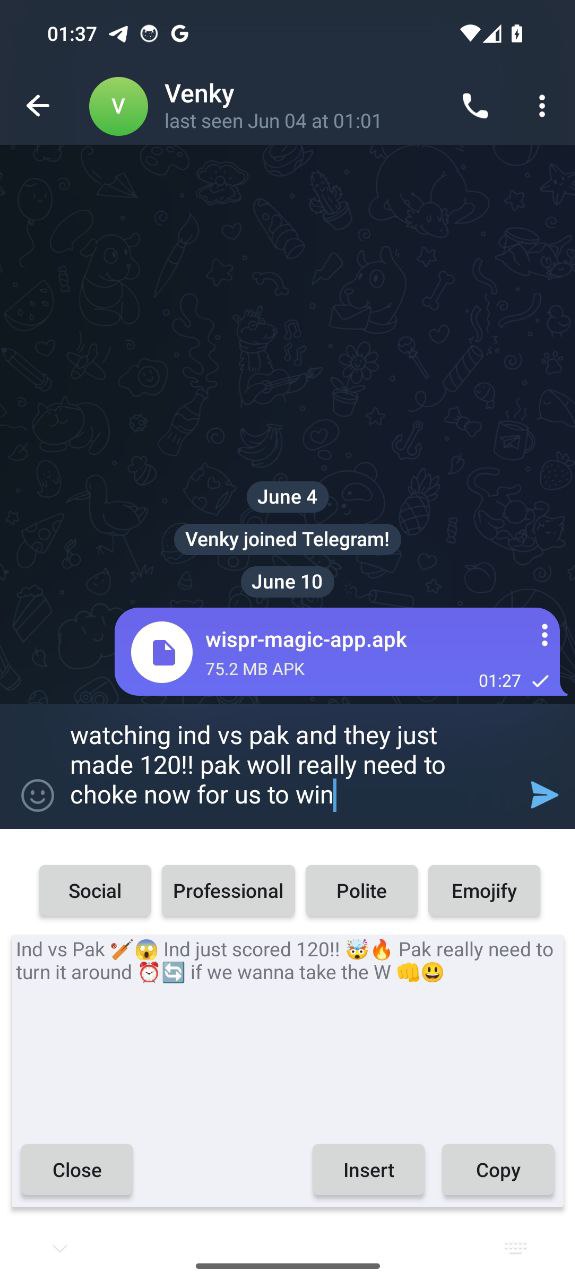 01:37
Venky
last seen Jun 04 at 01:01
June 4
Venky joined Telegram!
June 10
wispr-magic-app.apk
75.2 MB APK
01:27
watching ind vs pak and they just
made 120!! pak woll really need to
choke now for us to win
Social Professional Polite Emojify
Ind vs Pak 🏏😱 Ind just scored 120!! 🤯🔥 Pak really need to
turn it around ⏰🔄 if we wanna take the W 👊😃
Close Insert Copy